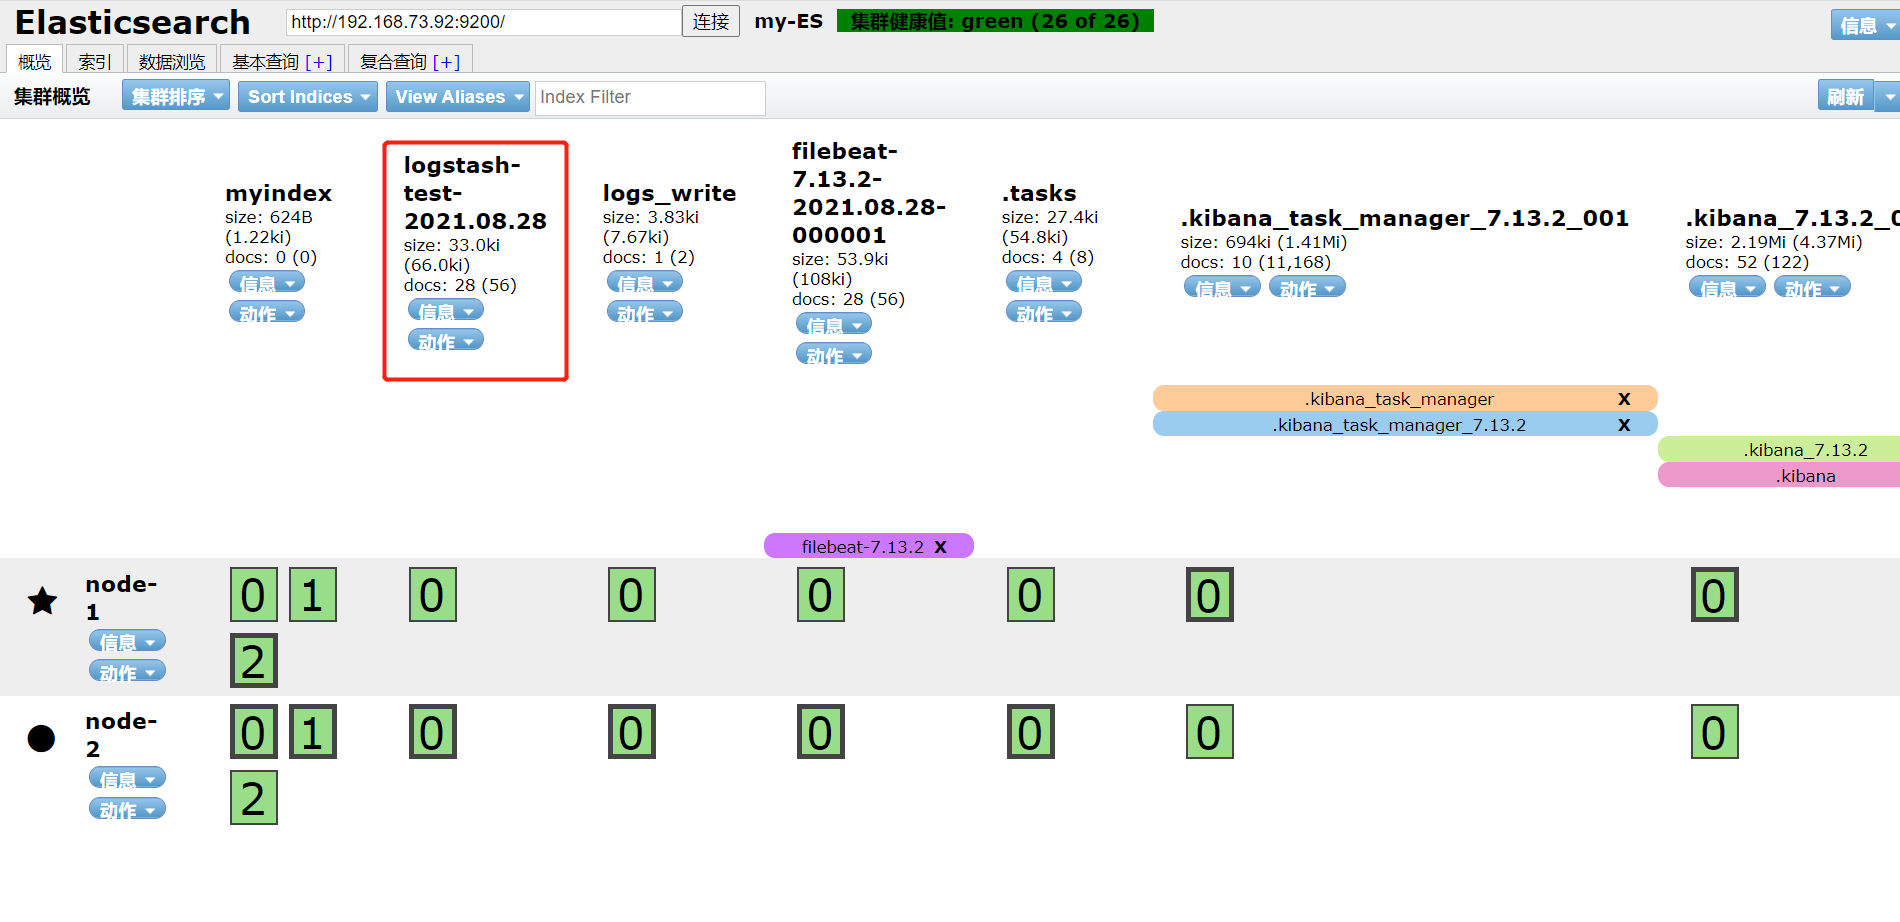 Elasticsearch
http://192.168.73.92:9200/
连接
my-ES
集群健康值: green (26 of 26)
信息
概览
索引
数据浏览
基本查询 [+]
复合查询 [+]
集群概览
集群排序
Sort Indices
View Aliases
Index Filter
刷新
myindex
size: 624B
(1.22ki)
docs: 0 (0)
信息
动作
logstash-
test-
2021.08.28
size: 33.0ki
(66.0ki)
docs: 28 (56)
信息
动作
logs_write
size: 3.83ki
(7.67ki)
docs: 1 (2)
信息
动作
filebeat-
7.13.2-
2021.08.28-
000001
size: 53.9ki
(108ki)
docs: 28 (56)
信息
动作
.tasks
size: 27.4ki
(54.8ki)
docs: 4 (8)
信息
动作
.kibana_task_manager_7.13.2_001
size: 694ki (1.41Mi)
docs: 10 (11,168)
信息 动作
.kibana_7.13.2_0
size: 2.19Mi (4.37Mi)
docs: 52 (122)
信息 动作
.kibana_task_manager X
.kibana_task_manager_7.13.2 X
.kibana_7.13.2
.kibana
filebeat-7.13.2 X
node-
1
信息
动作
0 1 0 0 0 0 0 0
2
node-
2
信息
动作
0 1 0 0 0 0 0 0
2